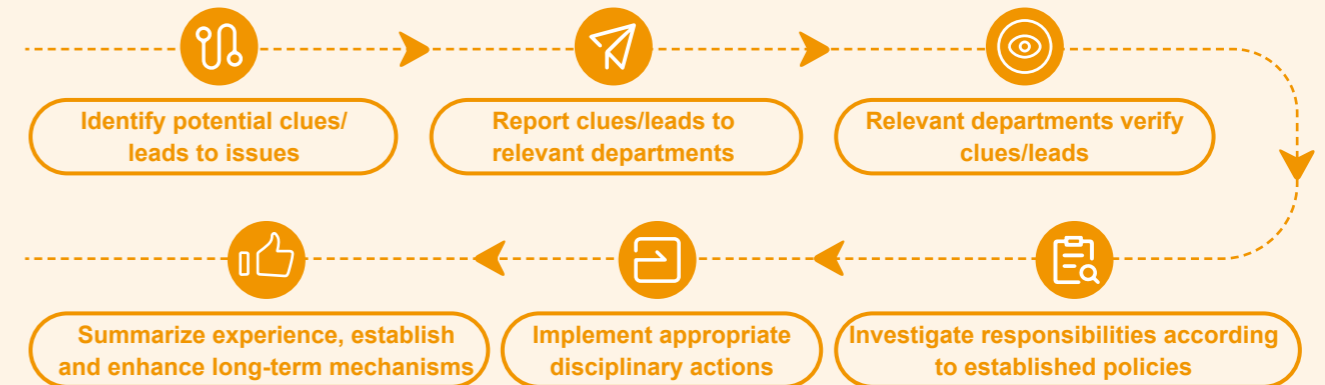 Identify potential clues/
leads to issues
Report clues/leads to
relevant departments
Relevant departments verify
clues/leads
Investigate responsibilities according
to established policies
Implement appropriate
disciplinary actions
Summarize experience, establish
and enhance long-term mechanisms